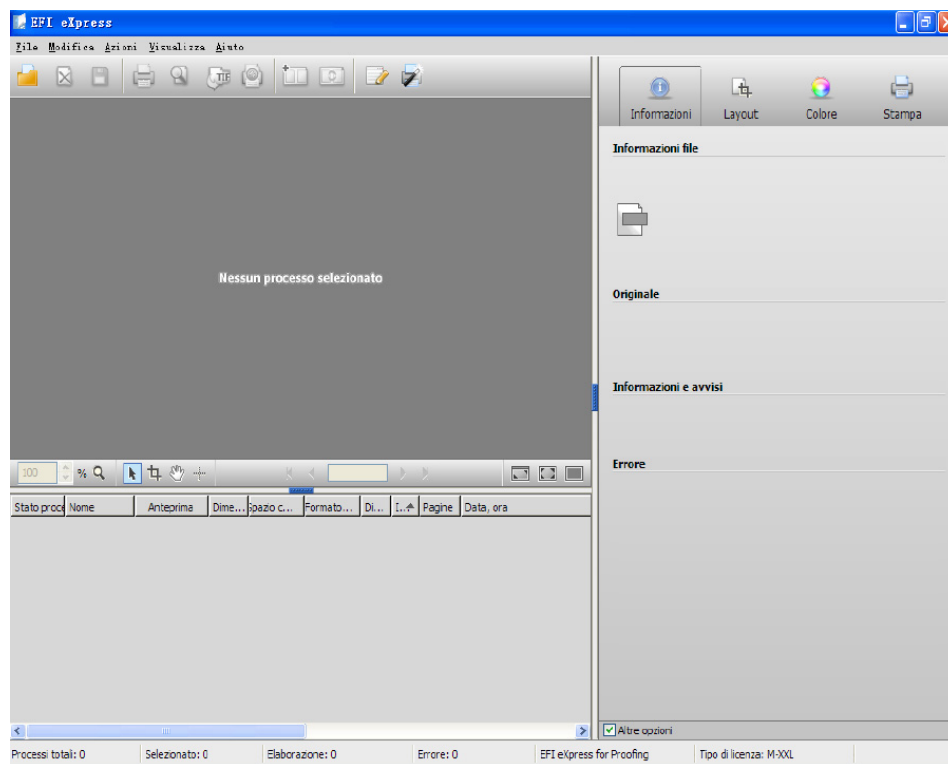 EFI eXpress
File Modifica Azioni Visualizza Aiuto
TIF
Informazioni Layout Colore Stampa
Informazioni file
Nessun processo selezionato
Originale
Informazioni e avvisi
Errore
100 %
Stato proce Nome Anteprima Dime... Spazio c... Formato... Di... I... Pagine Data, ora
Altre opzioni
Processi totali: 0 Selezionato: 0 Elaborazione: 0 Errore: 0 EFI eXpress for Proofing Tipo di licenza: M-XXL